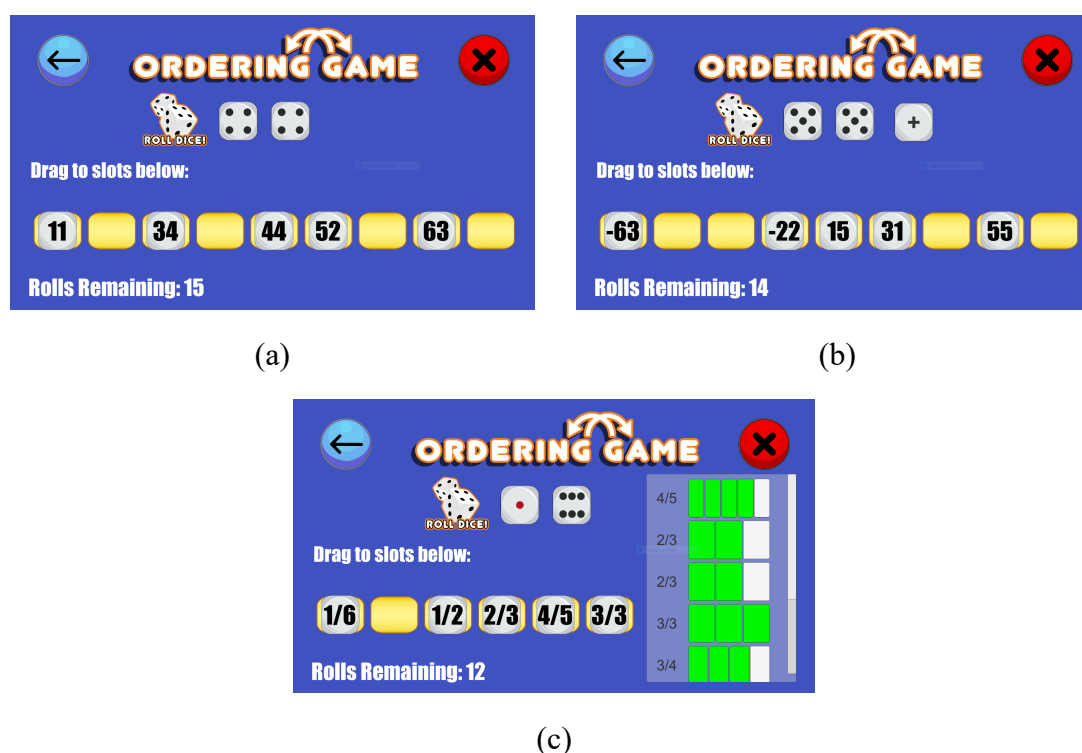 ORDERING GAME
ROLL DICE!
Drag to slots below:
11 34 44 52 63
Rolls Remaining: 15
(a)
ORDERING GAME
ROLL DICE!
+
Drag to slots below:
-63 -22 15 31 55
Rolls Remaining: 14
(b)
ORDERING GAME
ROLL DICE!
Drag to slots below:
1/6 1/2 2/3 4/5 3/3
Rolls Remaining: 12
4/5
2/3
2/3
3/3
3/4
(c)